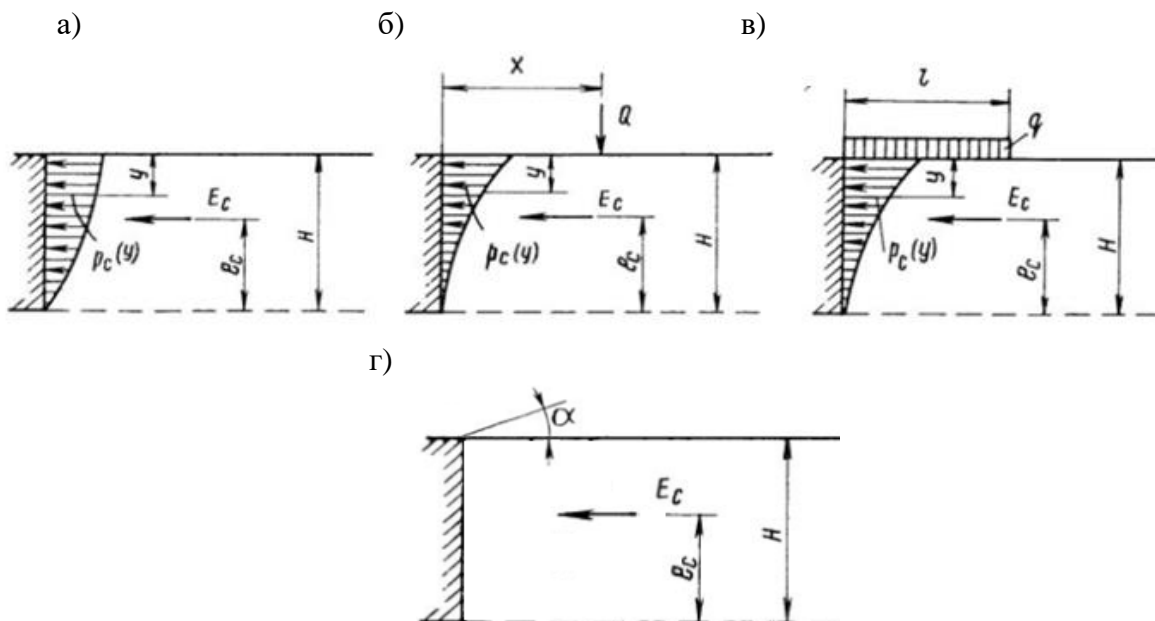 а) б) в)
x
Q
y
E_c
p_c(y)
e_c
H
y
E_c
p_c(y)
e_c
H
l
q
y
E_c
p_c(y)
e_c
H
г)
α
E_c
e_c
H